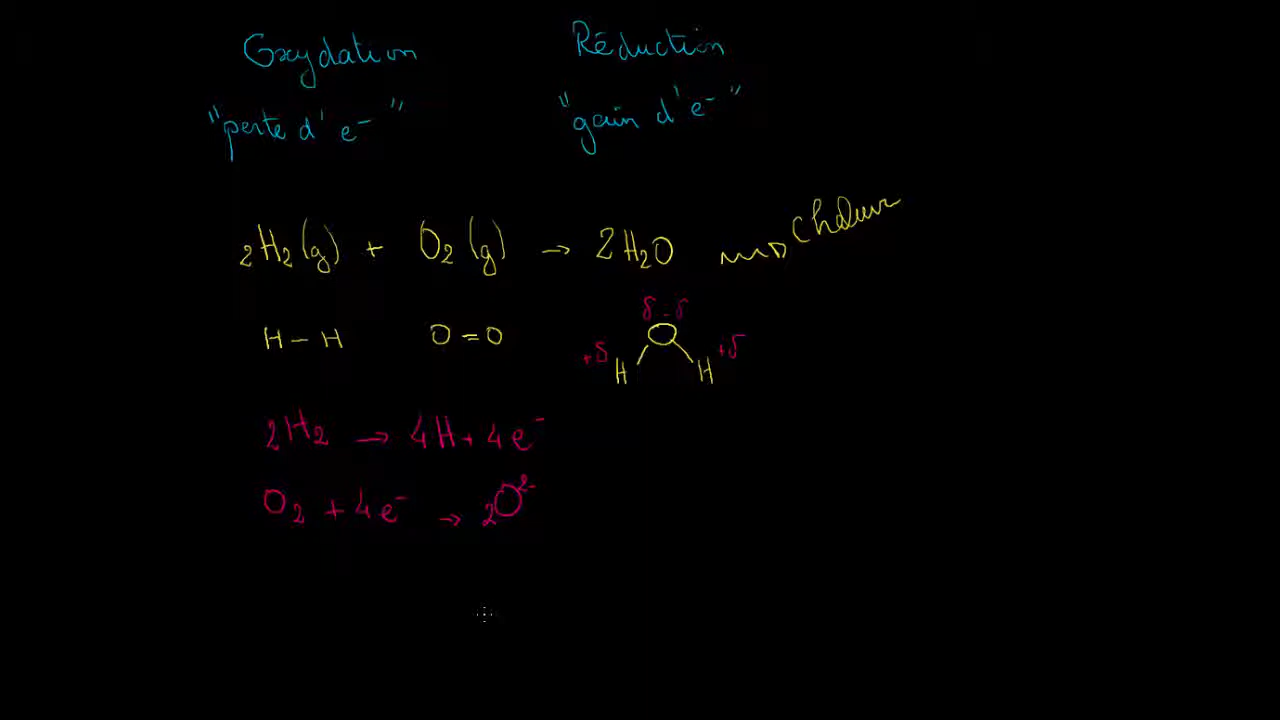 Oxydation Réduction
"perte d'e⁻" "gain d'e⁻"
2H₂(g) + O₂(g) → 2H₂O Chaleur
H – H O = O
δ - δ
+δ +δ
O
H H
2H₂ → 4H + 4e⁻
O₂ + 4e⁻ → 2O²⁻